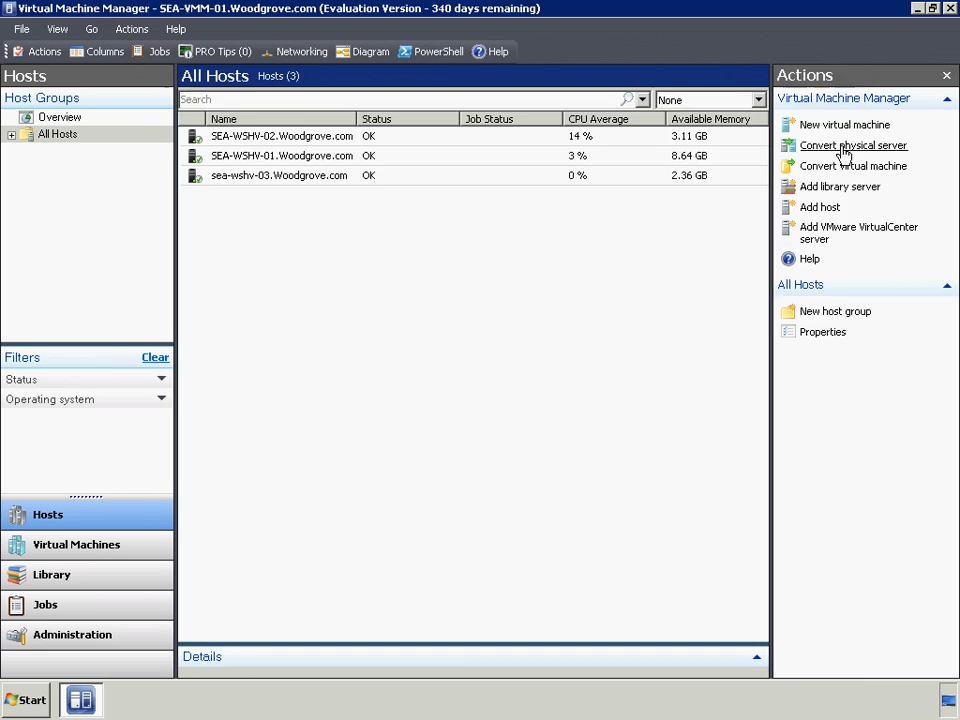 Virtual Machine Manager - SEA-VMM-01.Woodgrove.com (Evaluation Version - 340 days remaining)
File View Go Actions Help
Actions Columns Jobs PRO Tips (0) Networking Diagram PowerShell Help
Hosts
Host Groups
Overview
All Hosts
Filters Clear
Status
Operating system
Hosts
Virtual Machines
Library
Jobs
Administration
All Hosts Hosts (3)
Search None
Name Status Job Status CPU Average Available Memory
SEA-WSHV-02.Woodgrove.com OK 14 % 3.11 GB
SEA-WSHV-01.Woodgrove.com OK 3 % 8.64 GB
sea-wshv-03.Woodgrove.com OK 0 % 2.36 GB
Details
Actions
Virtual Machine Manager
New virtual machine
Convert physical server
Convert virtual machine
Add library server
Add host
Add VMware VirtualCenter
server
Help
All Hosts
New host group
Properties
Start